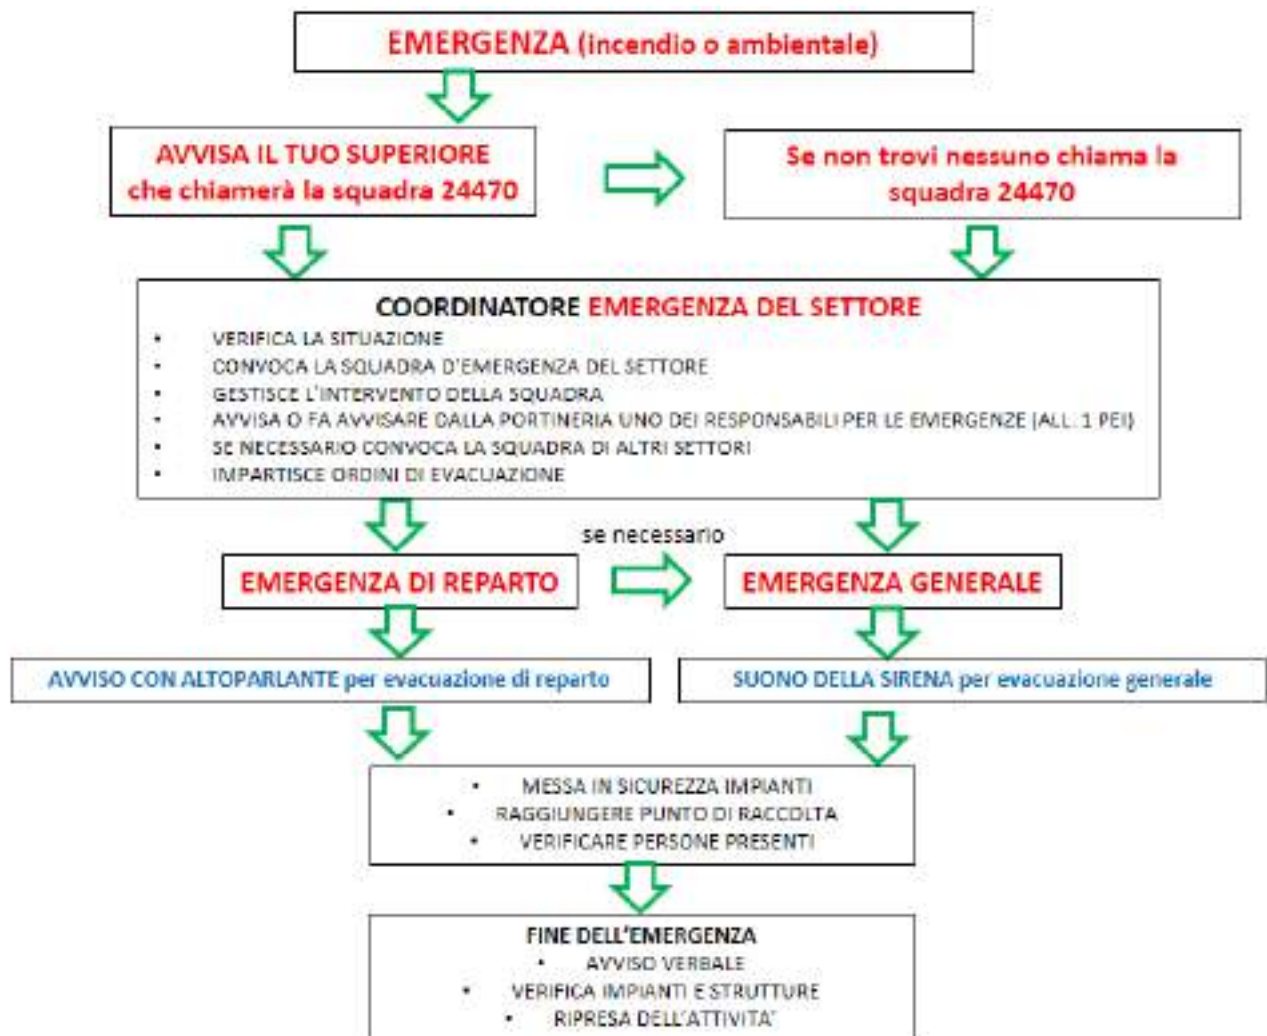 EMERGENZA (incendio o ambientale)
AVVISA IL TUO SUPERIORE
che chiamerà la squadra 24470
Se non trovi nessuno chiama la
squadra 24470
COORDINATORE EMERGENZA DEL SETTORE
• VERIFICA LA SITUAZIONE
• CONVOCA LA SQUADRA D'EMERGENZA DEL SETTORE
• GESTISCE L'INTERVENTO DELLA SQUADRA
• AVVISA O FA AVVISARE DALLA PORTINERIA UNO DEI RESPONSABILI PER LE EMERGENZE (ALL. 1 PEI)
• SE NECESSARIO CONVOCA LA SQUADRA DI ALTRI SETTORI
• IMPARTISCE ORDINI DI EVACUAZIONE
se necessario
EMERGENZA DI REPARTO
EMERGENZA GENERALE
AVVISO CON ALTOPARLANTE per evacuazione di reparto
SUONO DELLA SIRENA per evacuazione generale
• MESSA IN SICUREZZA IMPIANTI
• RAGGIUNGERE PUNTO DI RACCOLTA
• VERIFICARE PERSONE PRESENTI
FINE DELL'EMERGENZA
• AVVISO VERBALE
• VERIFICA IMPIANTI E STRUTTURE
• RIPRESA DELL'ATTIVITA'